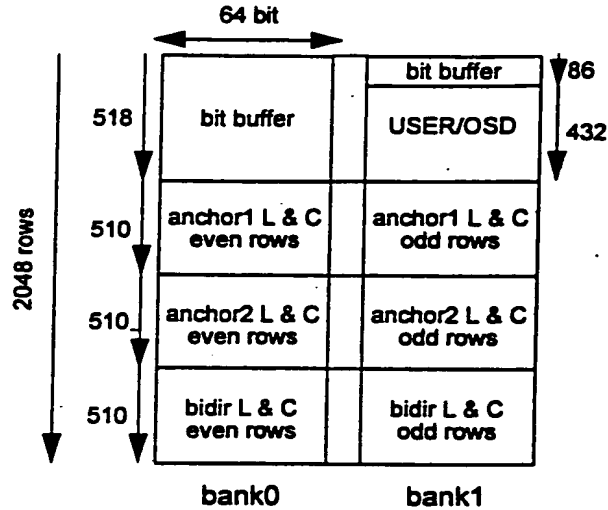 64 bit
bit buffer
86
518
bit buffer
USER/OSD
432
2048 rows
510
anchor1 L & C
even rows
anchor1 L & C
odd rows
510
anchor2 L & C
even rows
anchor2 L & C
odd rows
510
bidir L & C
even rows
bidir L & C
odd rows
bank0
bank1